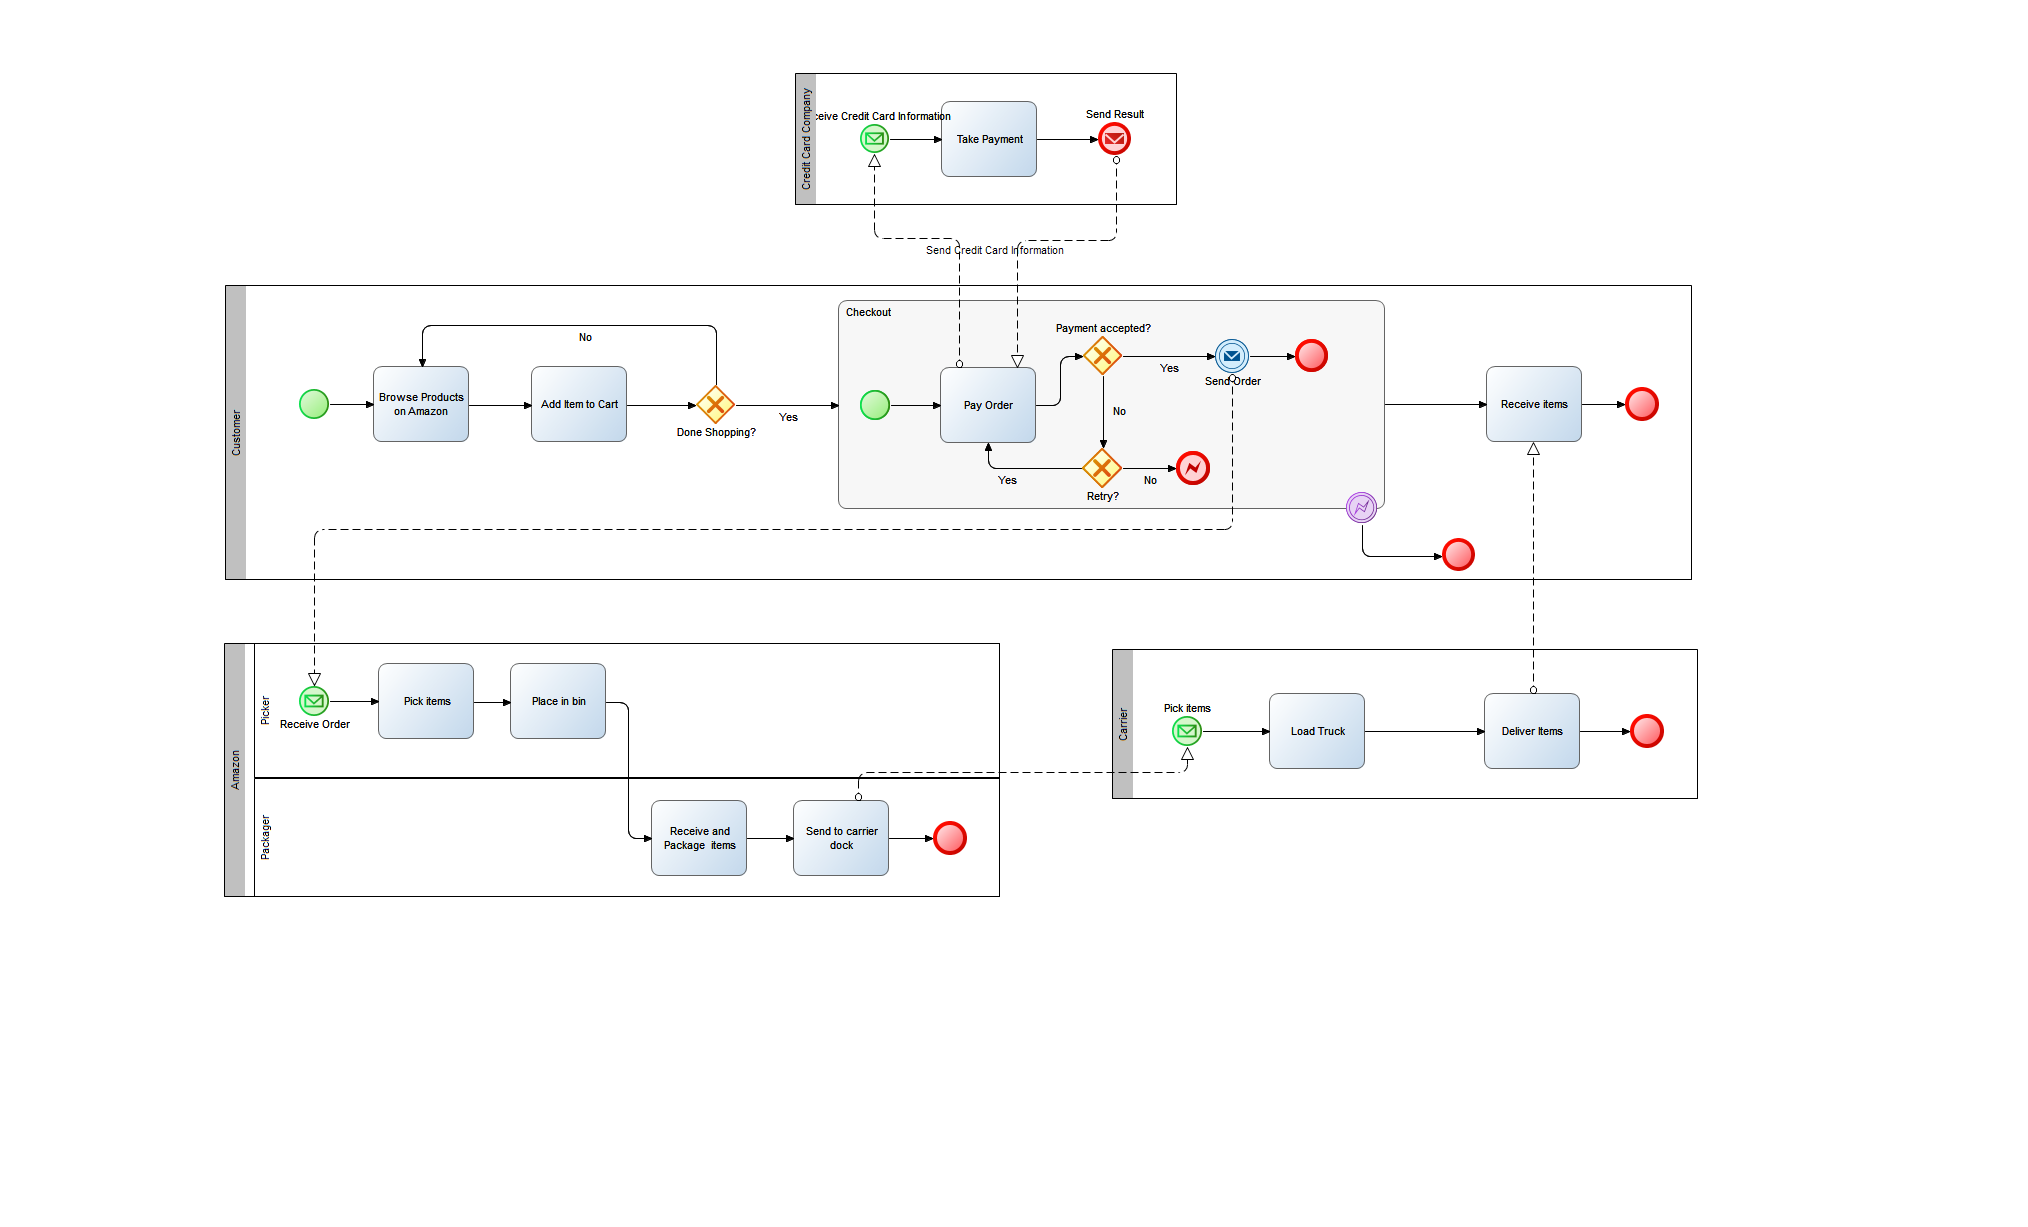 Credit Card Company
ceive Credit Card Information
Take Payment
Send Result
Send Credit Card Information
Customer
No
Browse Products
on Amazon
Add Item to Cart
Done Shopping?
Yes
Checkout
Pay Order
Payment accepted?
Yes
Send Order
No
Yes
Retry?
No
Receive items
Amazon
Picker
Receive Order
Pick items
Place in bin
Packager
Receive and
Package items
Send to carrier
dock
Carrier
Pick items
Load Truck
Deliver Items